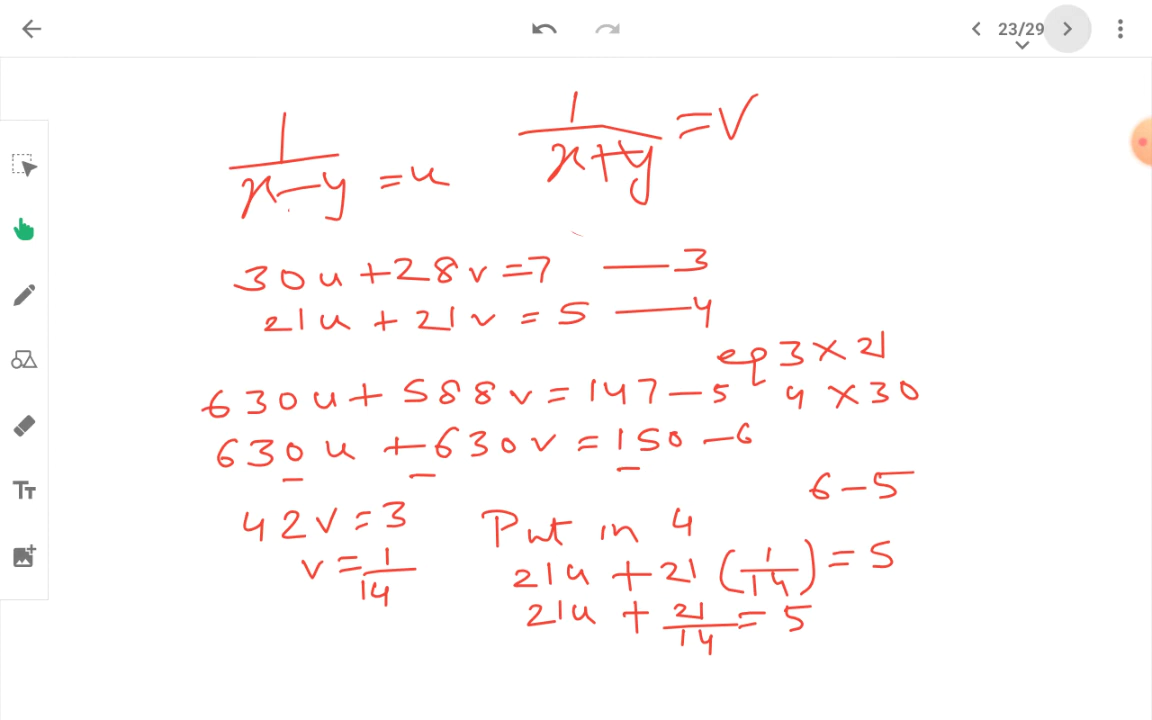 23/29
1/(x-y) = u    1/(x+y) = V
30u + 28v = 7 — 3
21u + 21v = 5 — 4
eq 3 × 21
630u + 588v = 147 — 5
4 × 30
630u + 630v = 150 — 6
6 – 5
42v = 3
v = 1/14
Put in 4
21u + 21(1/14) = 5
21u + 21/14 = 5
Tт